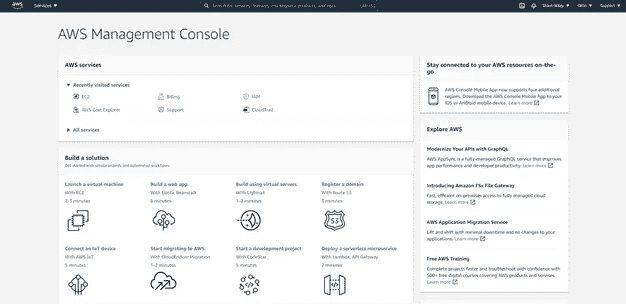 aws
Services ▼
Ohio ▼
Support ▼
AWS Management Console
AWS services
▼ Recently visited services
EC2
Billing
IAM
AWS Cost Explorer
Support
CloudTrail
▶ All services
Build a solution
Get started with simple wizards and automated workflows.
Launch a virtual machine
With EC2
2-3 minutes
Build a web app
With Elastic Beanstalk
6 minutes
Build using virtual servers
With Lightsail
1-2 minutes
Register a domain
With Route 53
3 minutes
53
Connect an IoT device
With AWS IoT
5 minutes
Start migrating to AWS
With CloudEndure Migration
1-2 minutes
Start a development project
With CodeStar
5 minutes
Deploy a serverless microservice
With Lambda, API Gateway
2 minutes
Stay connected to your AWS resources on-the-
go
AWS Console Mobile App now supports four additional
regions. Download the AWS Console Mobile App to your
iOS or Android mobile device. Learn more
Explore AWS
Modernize Your APIs with GraphQL
AWS AppSync is a fully-managed GraphQL service that improves
app performance and developer productivity. Learn more
Introducing Amazon FSx File Gateway
Fast, efficient on-premises access to fully managed cloud
storage. Learn more
AWS Application Migration Service
Lift and shift with minimal downtime and no changes to your
applications. Learn more
Free AWS Training
Complete projects faster and troubleshoot with confidence with
500+ free digital courses covering AWS products and services.
Learn more